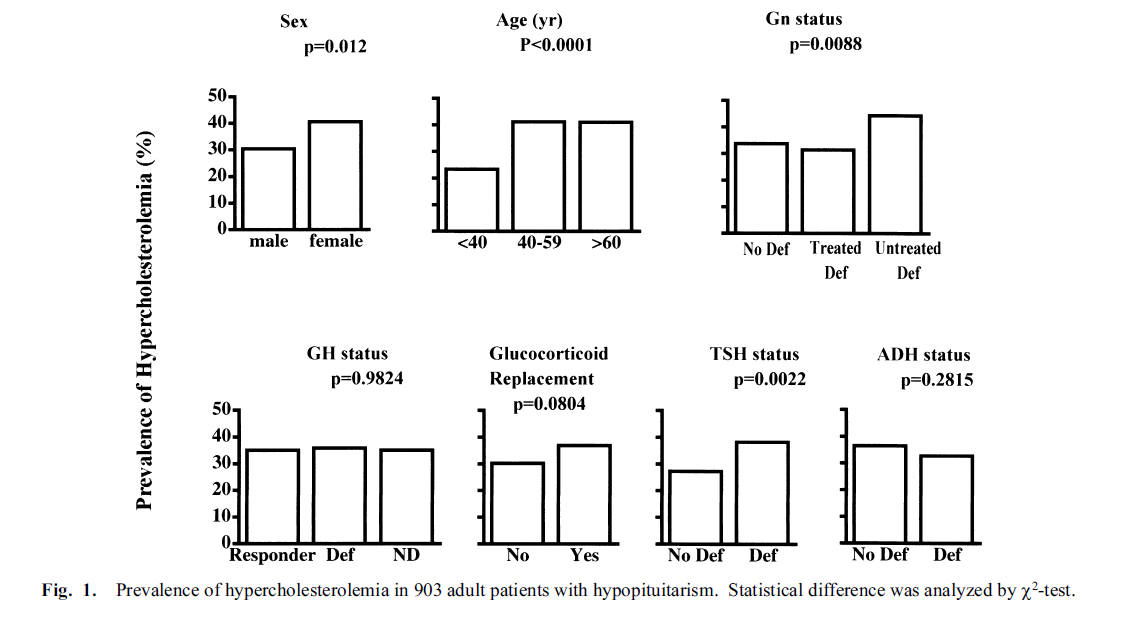 Sex
p=0.012
Age (yr)
P<0.0001
Gn status
p=0.0088
Prevalence of Hypercholesterolemia (%)
50
40
30
20
10
0
male female
<40 40-59 >60
No Def Treated Def Untreated Def
GH status
p=0.9824
Glucocorticoid
Replacement
p=0.0804
TSH status
p=0.0022
ADH status
p=0.2815
50
40
30
20
10
0
Responder Def ND
No Yes
No Def Def
No Def Def
Fig. 1. Prevalence of hypercholesterolemia in 903 adult patients with hypopituitarism. Statistical difference was analyzed by χ²-test.